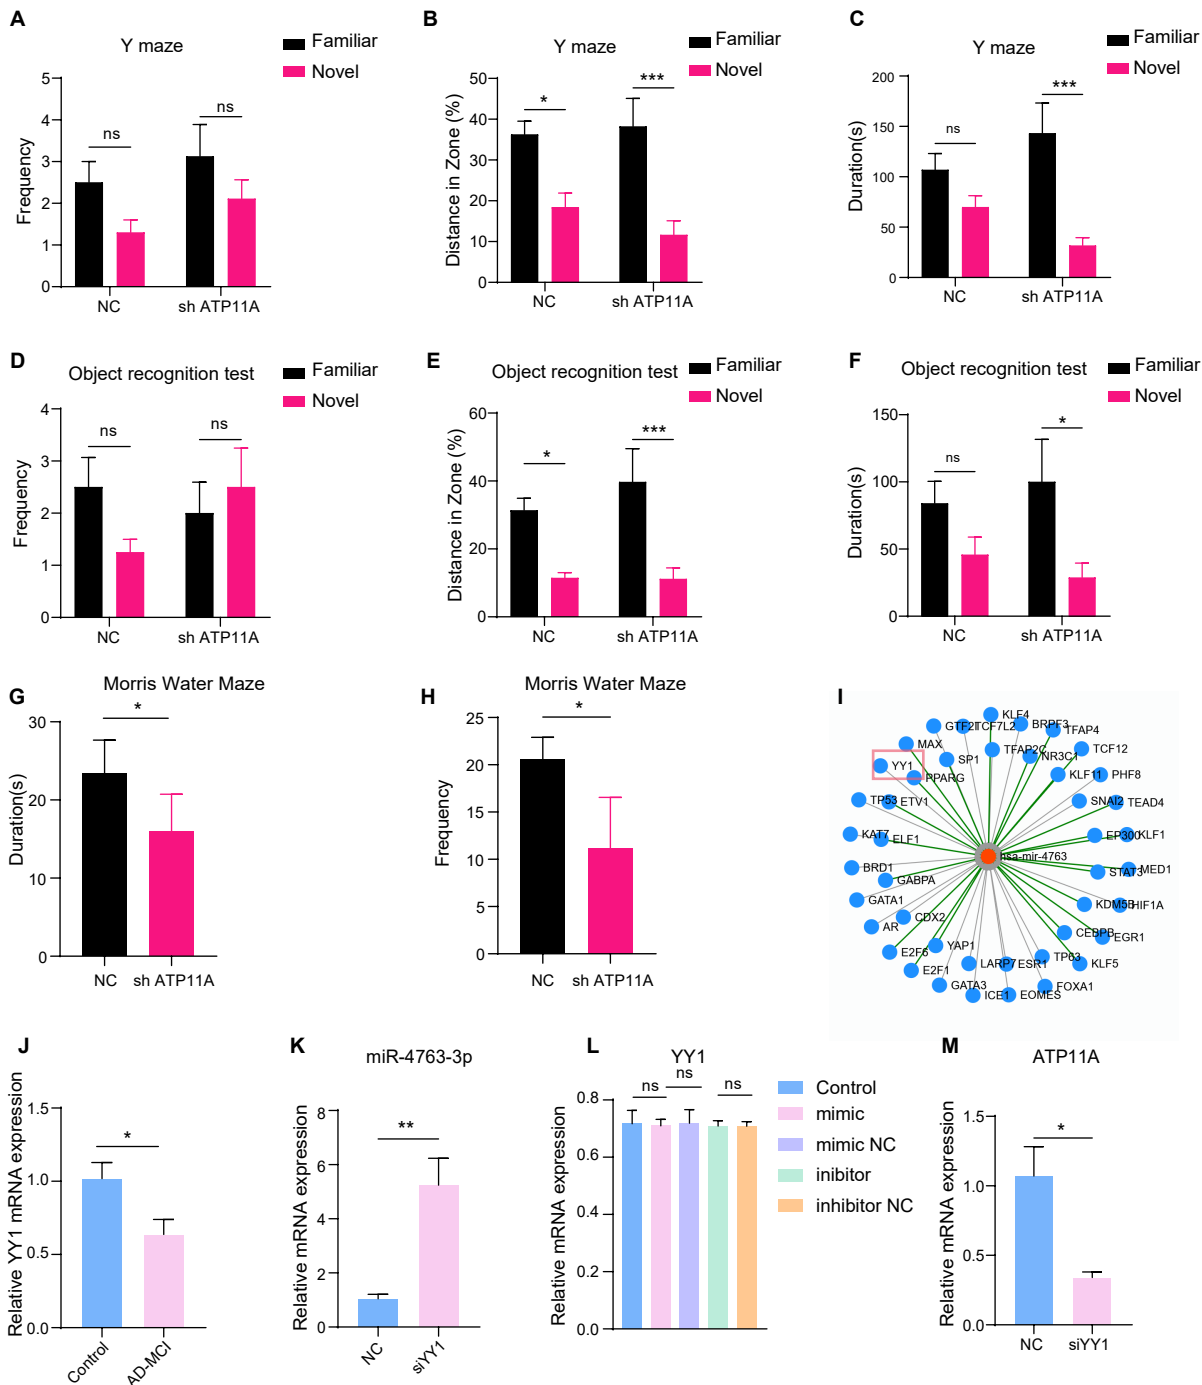 A
Y maze
Familiar
Novel
Frequency
5
4
3
2
1
0
ns
ns
NC
sh ATP11A
B
Y maze
Familiar
Novel
Distance in Zone (%)
50
40
30
20
10
0
*
***
NC
sh ATP11A
C
Y maze
Familiar
Novel
Duration(s)
200
150
100
50
0
ns
***
NC
sh ATP11A
D
Object recognition test
Familiar
Novel
Frequency
4
3
2
1
0
ns
ns
NC
sh ATP11A
E
Object recognition test
Familiar
Novel
Distance in Zone (%)
60
40
20
0
*
***
NC
sh ATP11A
F
Object recognition test
Familiar
Novel
Duration(s)
150
100
50
0
ns
*
NC
sh ATP11A
G
Morris Water Maze
Duration(s)
30
20
10
0
*
NC
sh ATP11A
H
Morris Water Maze
Frequency
25
20
15
10
5
0
*
NC
sh ATP11A
I
KLF4
GTF2I
TCF7L2
BRPF3
TFAP4
MAX
TFAP2C
NR3C1
TCF12
YY1
SP1
PPARG
KLF11
PHF8
TP53
ETV1
SNAI2
TEAD4
KAT7
ELF1
EP300
KLF1
hsa-mir-4763
BRD1
GABPA
STAT3
MED1
GATA1
KDM5B
HIF1A
AR
CDX2
CEBPB
EGR1
E2F6
YAP1
TP63
E2F1
LARP7
ESR1
KLF5
GATA3
ICE1
EOMES
FOXA1
J
Relative YY1 mRNA expression
1.5
1.0
0.5
0.0
*
Control
AD-MCI
K
miR-4763-3p
Relative mRNA expression
8
6
4
2
0
**
NC
siYY1
L
YY1
Relative mRNA expression
0.8
0.6
0.4
0.2
0.0
ns
ns
ns
Control
mimic
mimic NC
inibitor
inhibitor NC
M
ATP11A
Relative mRNA expression
1.5
1.0
0.5
0.0
*
NC
siYY1